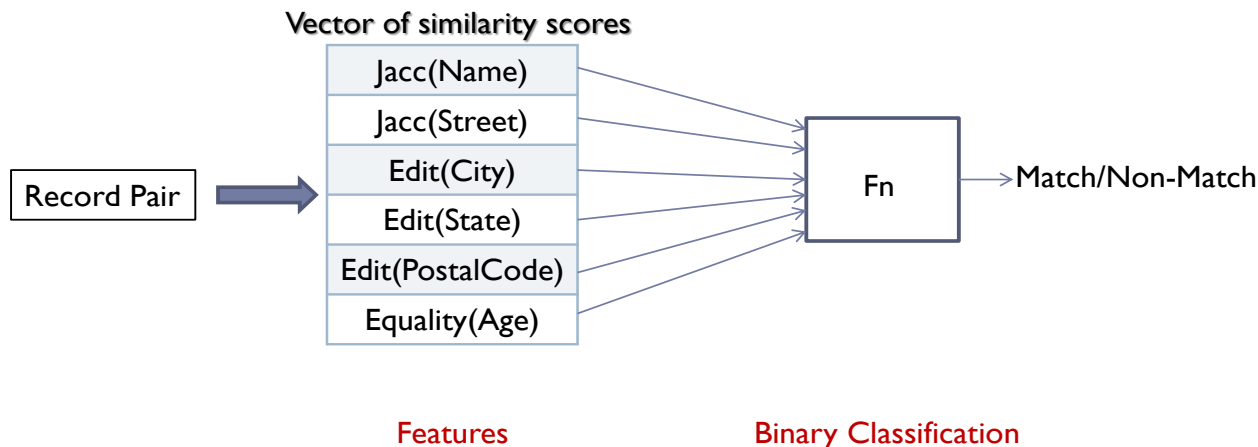 Vector of similarity scores
Jacc(Name)
Jacc(Street)
Edit(City)
Edit(State)
Edit(PostalCode)
Equality(Age)
Record Pair
Fn
Match/Non-Match
Features
Binary Classification